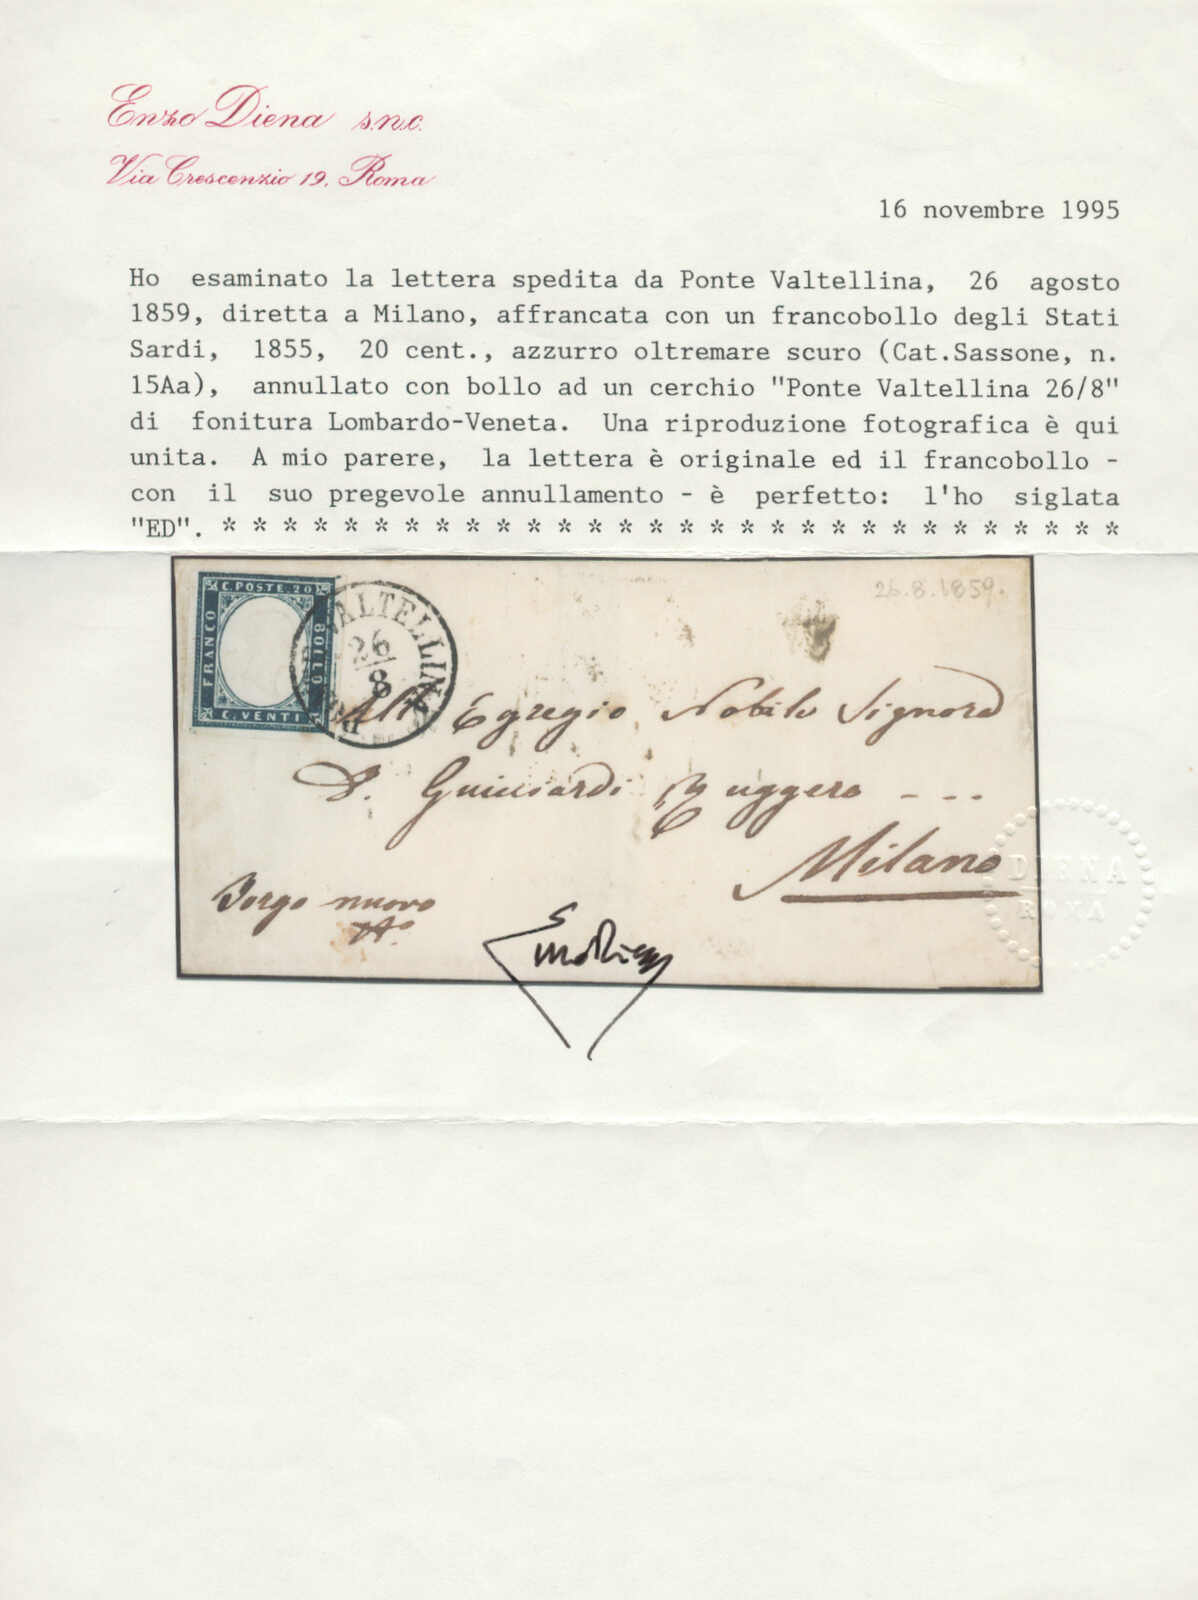 Enzo Diena s.n.c.
Via Crescenzio 19, Roma
16 novembre 1995
Ho esaminato la lettera spedita da Ponte Valtellina, 26 agosto
1859, diretta a Milano, affrancata con un francobollo degli Stati
Sardi, 1855, 20 cent., azzurro oltremare scuro (Cat.Sassone, n.
15Aa), annullato con bollo ad un cerchio "Ponte Valtellina 26/8"
di fonitura Lombardo-Veneta. Una riproduzione fotografica è qui
unita. A mio parere, la lettera è originale ed il francobollo -
con il suo pregevole annullamento - è perfetto: l'ho siglata
"ED". * * * * * * * * * * * * * * * * * * * * * * * * * * * * * *
26.8.1859.
C. POSTE 20
FRANCO
BOLLO
C. VENTI
VALTELLINA
26
8
All Egregio Nobile Signore
D. Guicciardi Ruggero - - -
Milano
Borgo nuovo
DIENA
ROMA